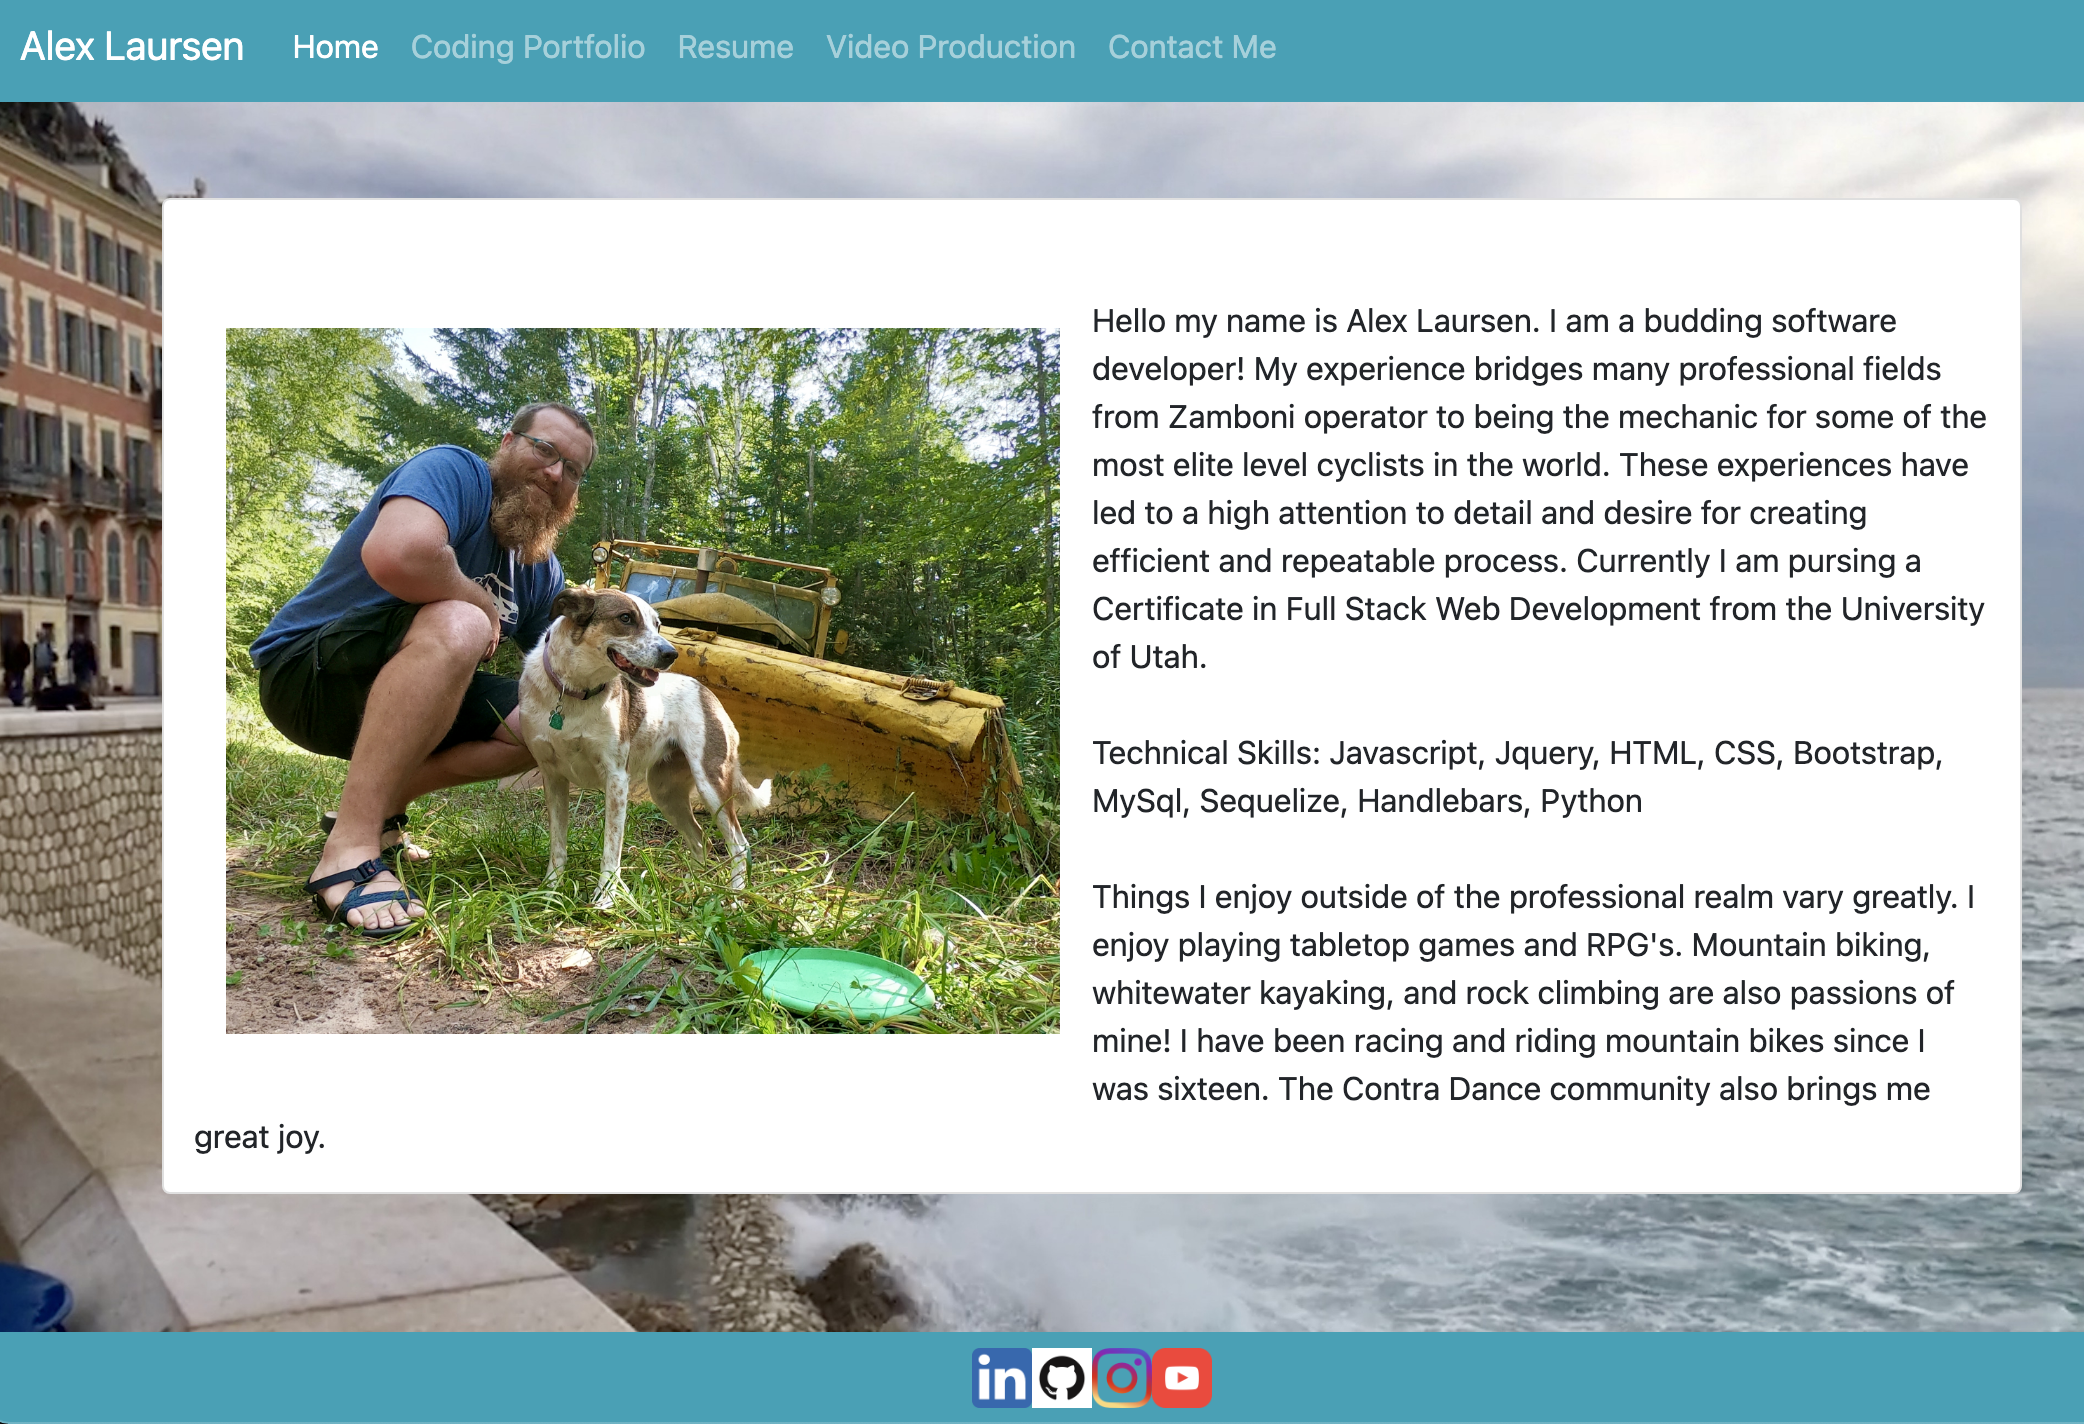 Alex Laursen Home Coding Portfolio Resume Video Production Contact Me
Hello my name is Alex Laursen. I am a budding software
developer! My experience bridges many professional fields
from Zamboni operator to being the mechanic for some of the
most elite level cyclists in the world. These experiences have
led to a high attention to detail and desire for creating
efficient and repeatable process. Currently I am pursing a
Certificate in Full Stack Web Development from the University
of Utah.
Technical Skills: Javascript, Jquery, HTML, CSS, Bootstrap,
MySql, Sequelize, Handlebars, Python
Things I enjoy outside of the professional realm vary greatly. I
enjoy playing tabletop games and RPG's. Mountain biking,
whitewater kayaking, and rock climbing are also passions of
mine! I have been racing and riding mountain bikes since I
was sixteen. The Contra Dance community also brings me
great joy.
in